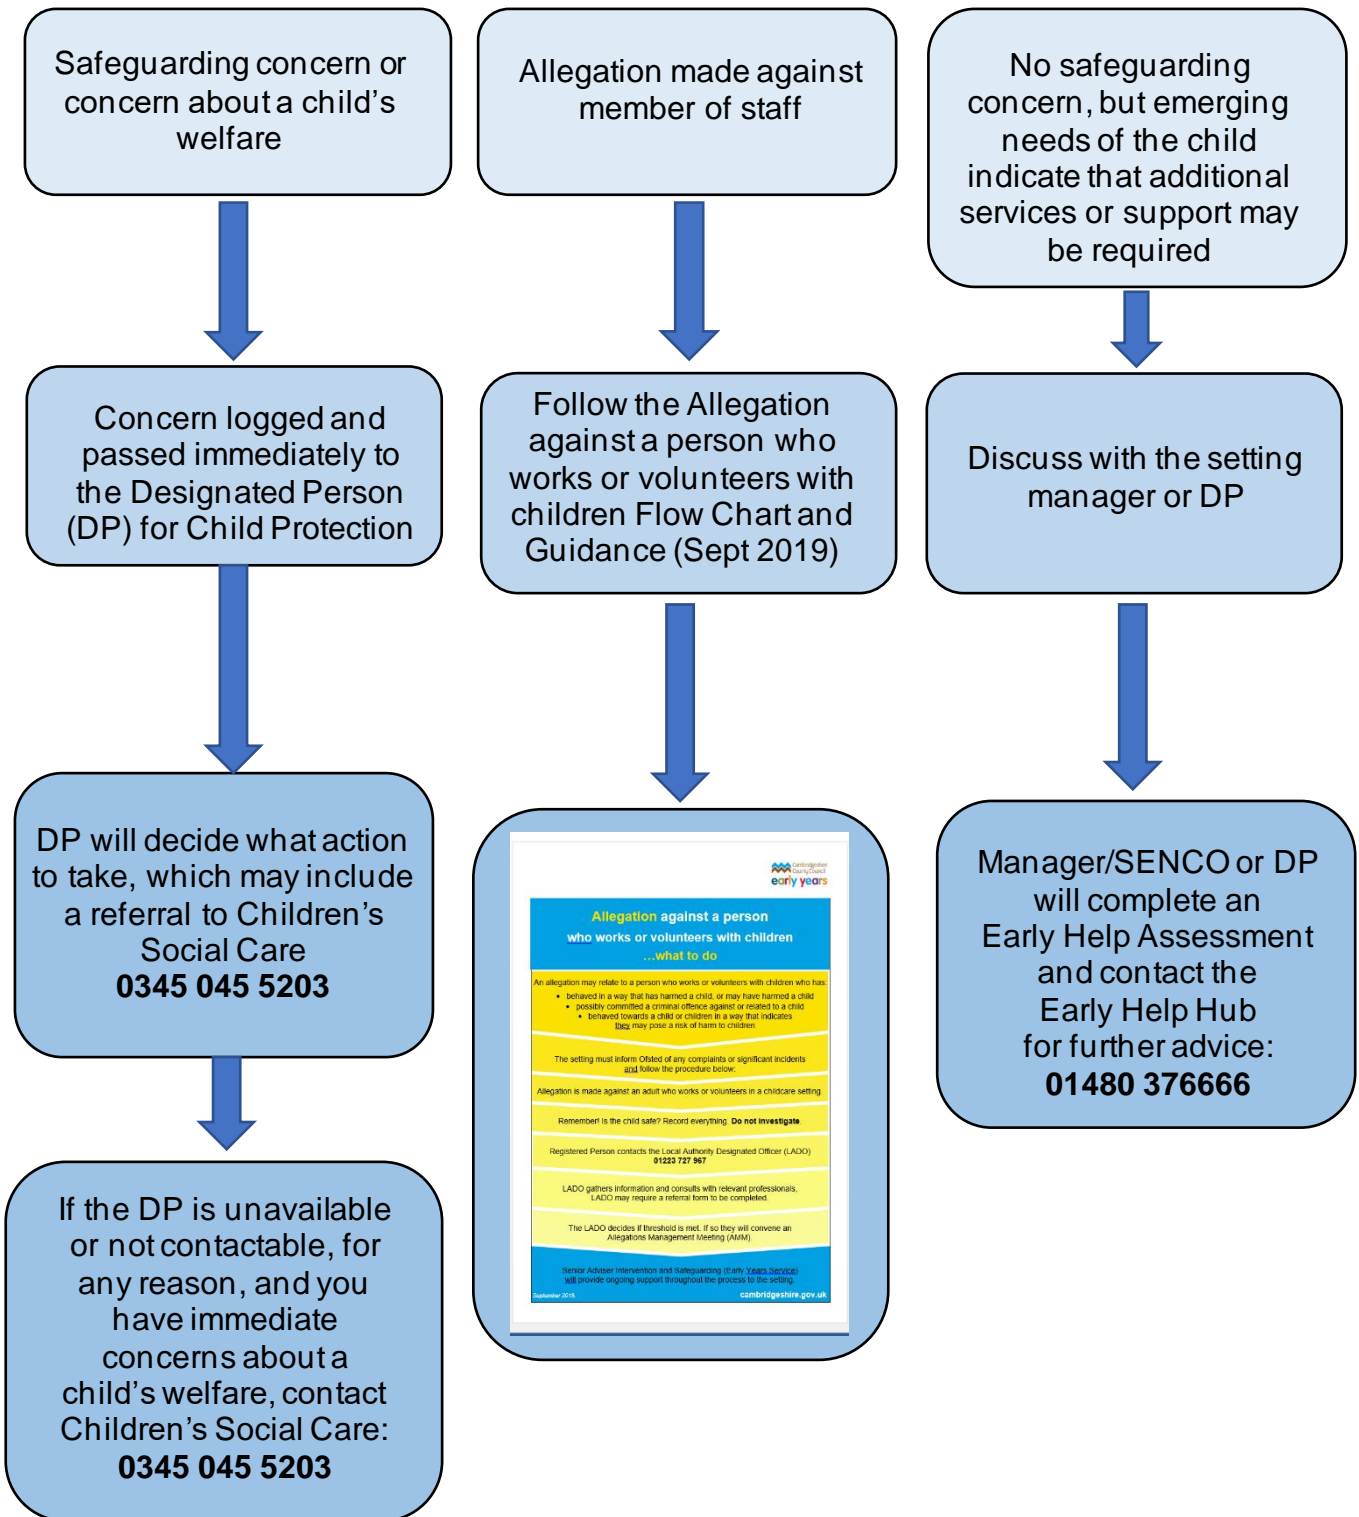 Safeguarding concern or
concern about a child's
welfare
Concern logged and
passed immediately to
the Designated Person
(DP) for Child Protection
DP will decide what action
to take, which may include
a referral to Children's
Social Care
0345 045 5203
If the DP is unavailable
or not contactable, for
any reason, and you
have immediate
concerns about a
child's welfare, contact
Children's Social Care:
0345 045 5203
Allegation made against
member of staff
Follow the Allegation
against a person who
works or volunteers with
children Flow Chart and
Guidance (Sept 2019)
Cambridgeshire
County Council
early years
Allegation against a person
who works or volunteers with children
...what to do
An allegation may relate to a person who works or volunteers with children who has:
• behaved in a way that has harmed a child, or may have harmed a child
• possibly committed a criminal offence against or related to a child
• behaved towards a child or children in a way that indicates
they may pose a risk of harm to children
The setting must inform Ofsted of any complaints or significant incidents
and follow the procedure below:
Allegation is made against an adult who works or volunteers in a childcare setting.
Remember! Is the child safe? Record everything. Do not investigate.
Registered Person contacts the Local Authority Designated Officer (LADO)
01223 727 967
LADO gathers information and consults with relevant professionals,
LADO may require a referral form to be completed.
The LADO decides if threshold is met. If so they will convene an
Allegations Management Meeting (AMM).
Senior Adviser Intervention and Safeguarding (Early Years Service)
will provide ongoing support throughout the process to the setting.
September 2019.
cambridgeshire.gov.uk
No safeguarding
concern, but emerging
needs of the child
indicate that additional
services or support may
be required
Discuss with the setting
manager or DP
Manager/SENCO or DP
will complete an
Early Help Assessment
and contact the
Early Help Hub
for further advice:
01480 376666